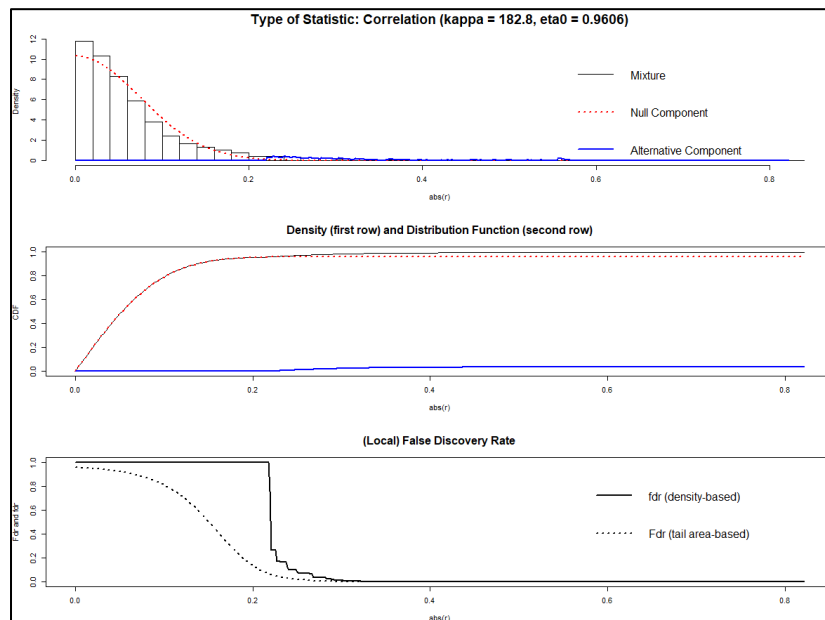 Type of Statistic: Correlation (kappa = 182.8, eta0 = 0.9606)
12
10
8
6
4
2
0
Density
Mixture
Null Component
Alternative Component
0.0 0.2 0.4 0.6 0.8
abs(r)
Density (first row) and Distribution Function (second row)
1.0
0.8
0.6
0.4
0.2
0.0
CDF
0.0 0.2 0.4 0.6 0.8
abs(r)
(Local) False Discovery Rate
1.0
0.8
0.6
0.4
0.2
0.0
Fdr and fdr
fdr (density-based)
Fdr (tail area-based)
0.0 0.2 0.4 0.6 0.8
abs(r)